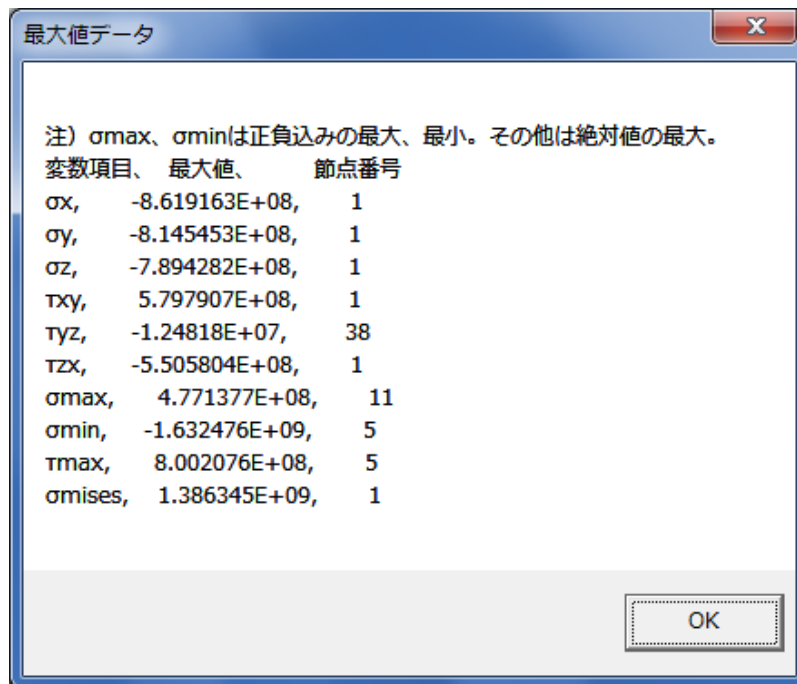 最大値データ
注）σmax、σminは正負込みの最大、最小。その他は絶対値の最大。
変数項目、 最大値、 節点番号
σx, -8.619163E+08, 1
σy, -8.145453E+08, 1
σz, -7.894282E+08, 1
τxy, 5.797907E+08, 1
τyz, -1.24818E+07, 38
τzx, -5.505804E+08, 1
σmax, 4.771377E+08, 11
σmin, -1.632476E+09, 5
τmax, 8.002076E+08, 5
σmises, 1.386345E+09, 1
OK